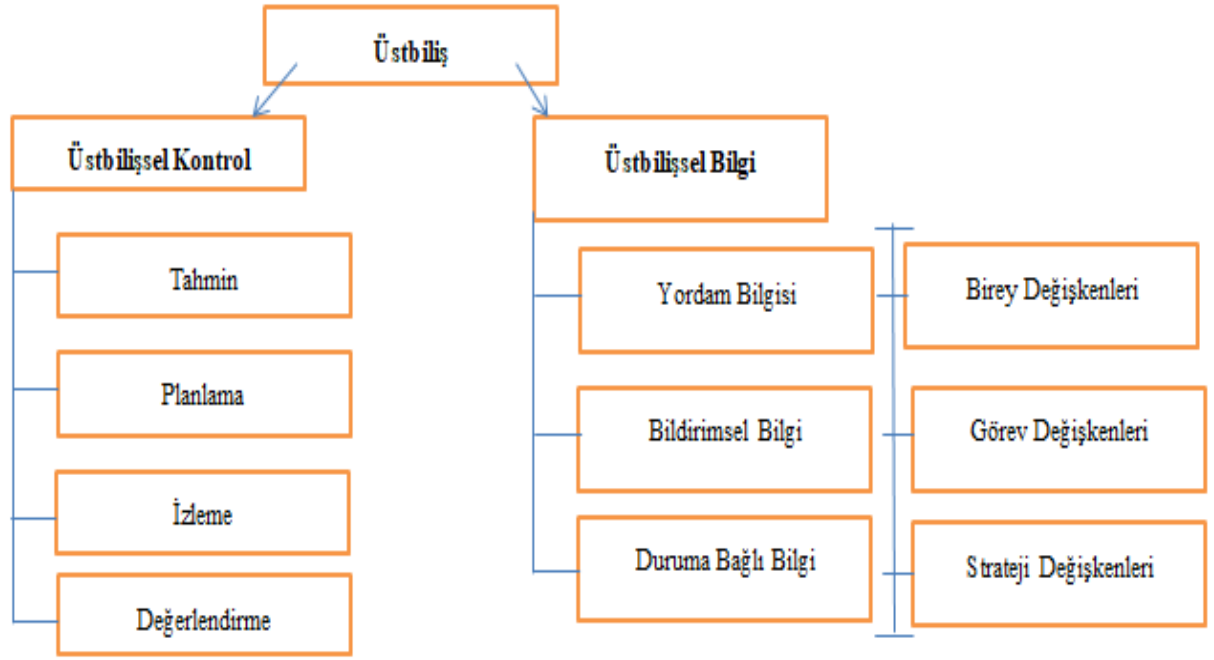 Üstbiliş
Üstbilişsel Kontrol
Tahmin
Planlama
İzleme
Değerlendirme
Üstbilişsel Bilgi
Yordam Bilgisi
Bildirimsel Bilgi
Duruma Bağlı Bilgi
Birey Değişkenleri
Görev Değişkenleri
Strateji Değişkenleri